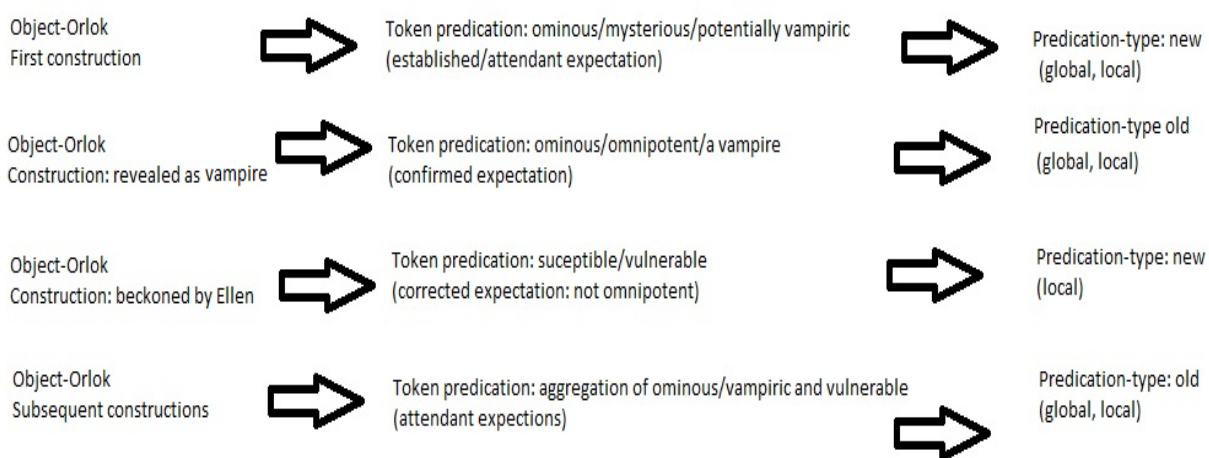 Object-Orlok
First construction
Token predication: ominous/mysterious/potentially vampiric
(established/attendant expectation)
Predication-type: new
(global, local)
Object-Orlok
Construction: revealed as vampire
Token predication: ominous/omnipotent/a vampire
(confirmed expectation)
Predication-type old
(global, local)
Object-Orlok
Construction: beckoned by Ellen
Token predication: suceptible/vulnerable
(corrected expectation: not omnipotent)
Predication-type: new
(local)
Object-Orlok
Subsequent constructions
Token predication: aggregation of ominous/vampiric and vulnerable
(attendant expections)
Predication-type: old
(global, local)